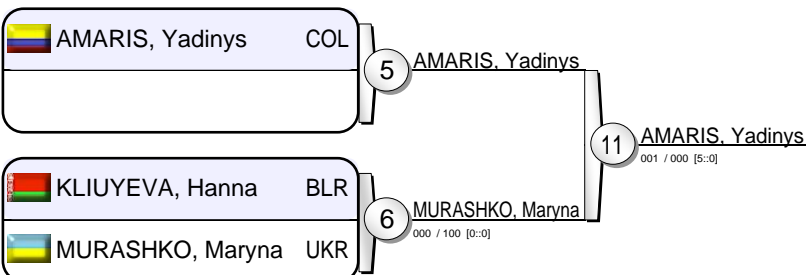 AMARIS, Yadinys COL
5
AMARIS, Yadinys
11
AMARIS, Yadinys
001 / 000 [5::0]
KLIUYEVA, Hanna BLR
6
MURASHKO, Maryna
000 / 100 [0::0]
MURASHKO, Maryna UKR